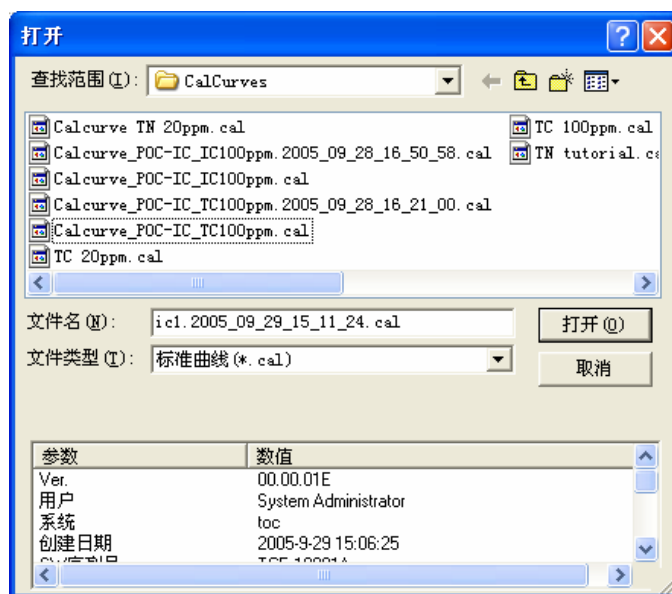 打开
查找范围(I): CalCurves
Calcurve TN 20ppm.cal
Calcurve_POC-IC_IC100ppm.2005_09_28_16_50_58.cal
Calcurve_POC-IC_IC100ppm.cal
Calcurve_POC-IC_TC100ppm.2005_09_28_16_21_00.cal
Calcurve_POC-IC_TC100ppm.cal
TC 20ppm.cal
TC 100ppm.cal
TN tutorial.
文件名(N): ic1.2005_09_29_15_11_24.cal 打开(O)
文件类型(T): 标准曲线(*.cal) 取消
参数 数值
Ver. 00.00.01E
用户 System Administrator
系统 toc
创建日期 2005-9-29 15:06:25